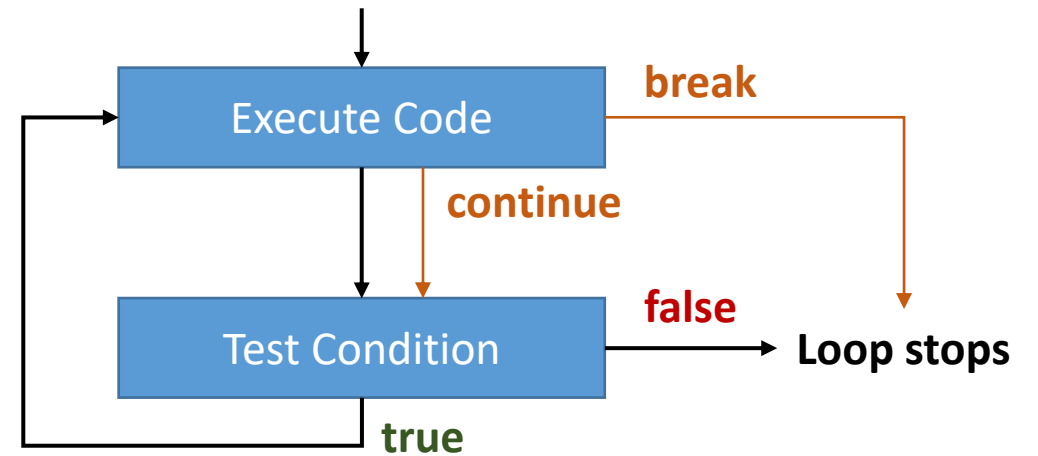 break
Execute Code
continue
false
Test Condition
Loop stops
true